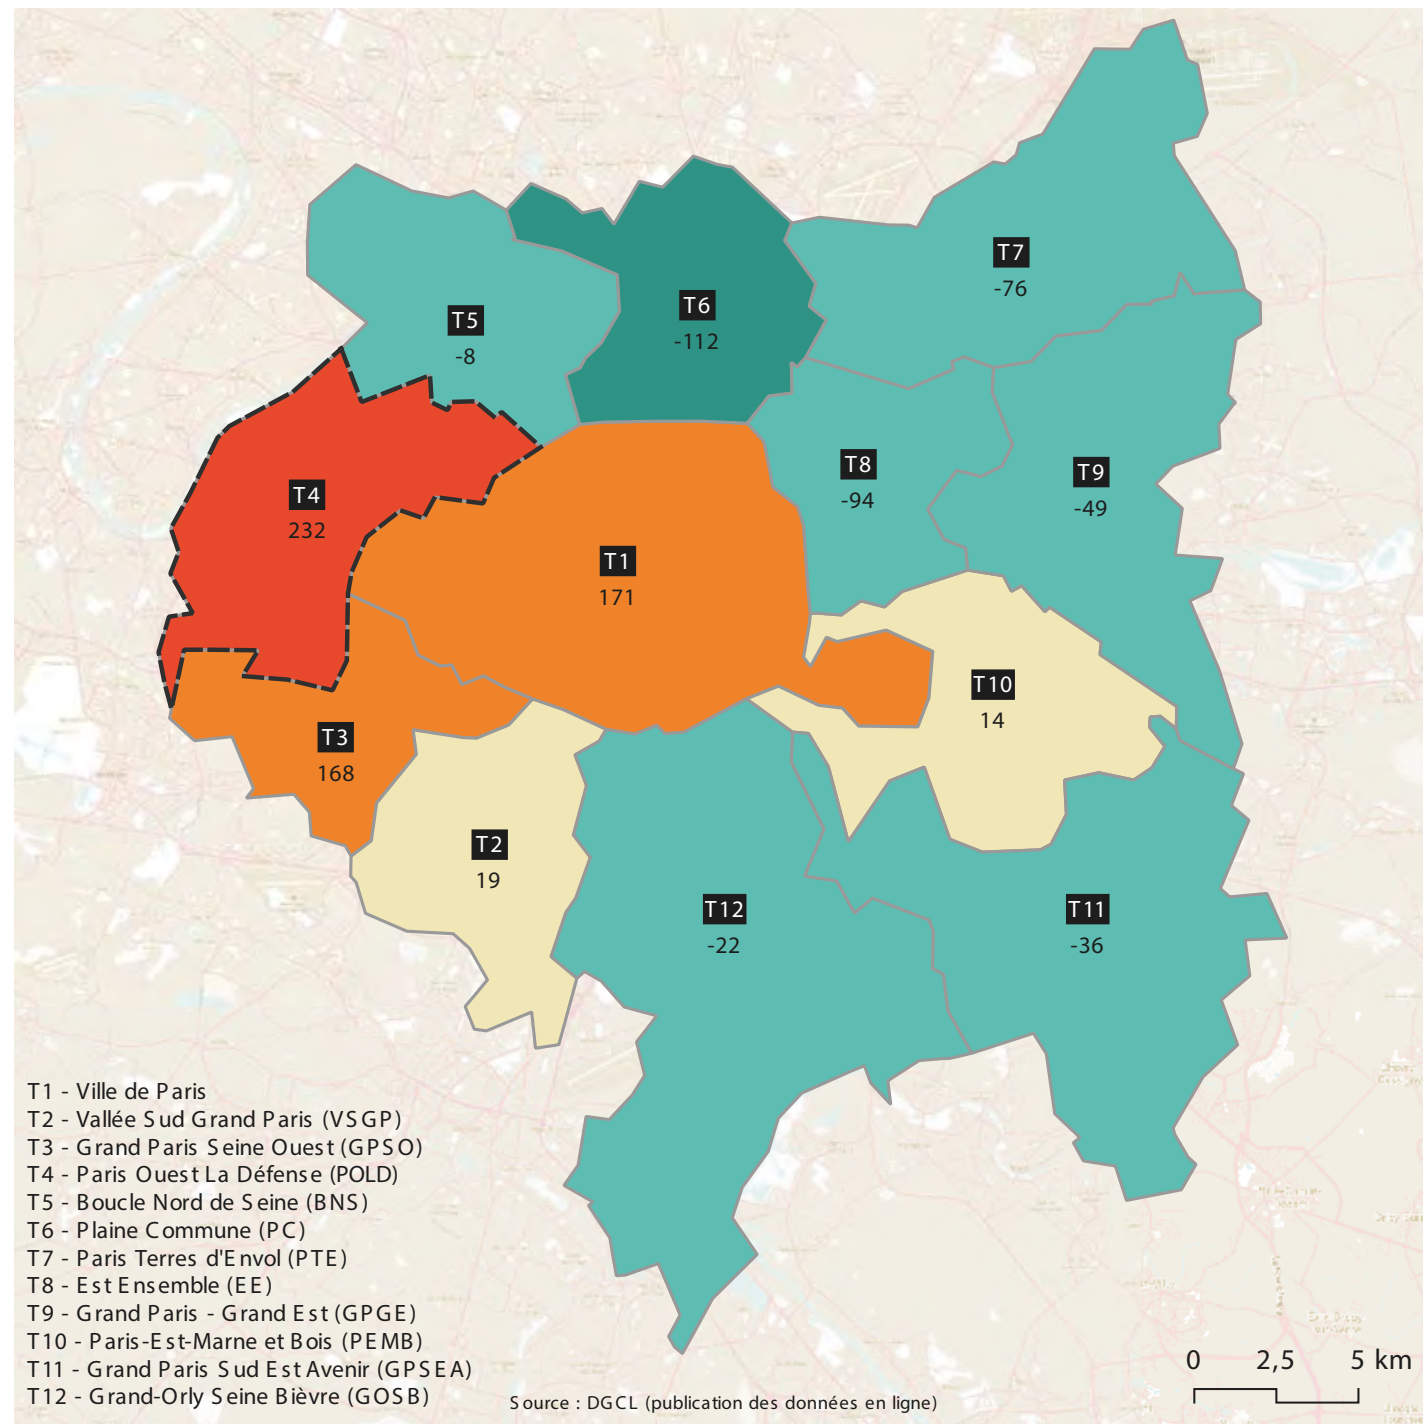 T7
-76
T6
-112
T5
-8
T8
-94
T9
-49
T4
232
T1
171
T10
14
T3
168
T2
19
T12
-22
T11
-36
T1 - Ville de Paris
T2 - Vallée Sud Grand Paris (VSGP)
T3 - Grand Paris Seine Ouest (GPSO)
T4 - Paris Ouest La Défense (POLD)
T5 - Boucle Nord de Seine (BNS)
T6 - Plaine Commune (PC)
T7 - Paris Terres d'Envol (PTE)
T8 - Est Ensemble (EE)
T9 - Grand Paris - Grand Est (GPGE)
T10 - Paris-Est-Marne et Bois (PEMB)
T11 - Grand Paris Sud Est Avenir (GPSEA)
T12 - Grand-Orly Seine Bièvre (GOSB)
Source : DGCL (publication des données en ligne)
0 2,5 5 km